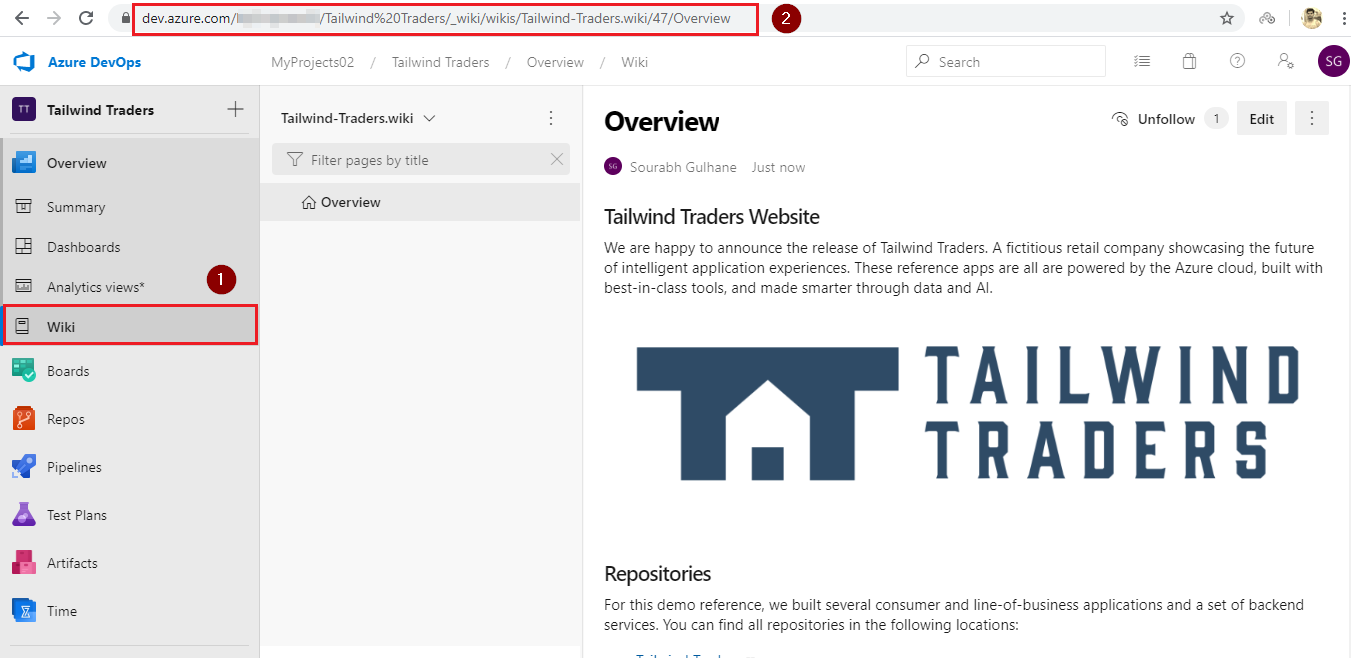 dev.azure.com/
/Tailwind%20Traders/_wiki/wikis/Tailwind-Traders.wiki/47/Overview
2
Azure DevOps
MyProjects02 / Tailwind Traders / Overview / Wiki
Search
SG
TT Tailwind Traders
Overview
Summary
Dashboards
Analytics views*
1
Wiki
Boards
Repos
Pipelines
Test Plans
Artifacts
Time
Tailwind-Traders.wiki
Filter pages by title
Overview
Overview
Unfollow 1 Edit
SG Sourabh Gulhane Just now
Tailwind Traders Website
We are happy to announce the release of Tailwind Traders. A fictitious retail company showcasing the future
of intelligent application experiences. These reference apps are all are powered by the Azure cloud, built with
best-in-class tools, and made smarter through data and AI.
TAILWIND
TRADERS
Repositories
For this demo reference, we built several consumer and line-of-business applications and a set of backend
services. You can find all repositories in the following locations: